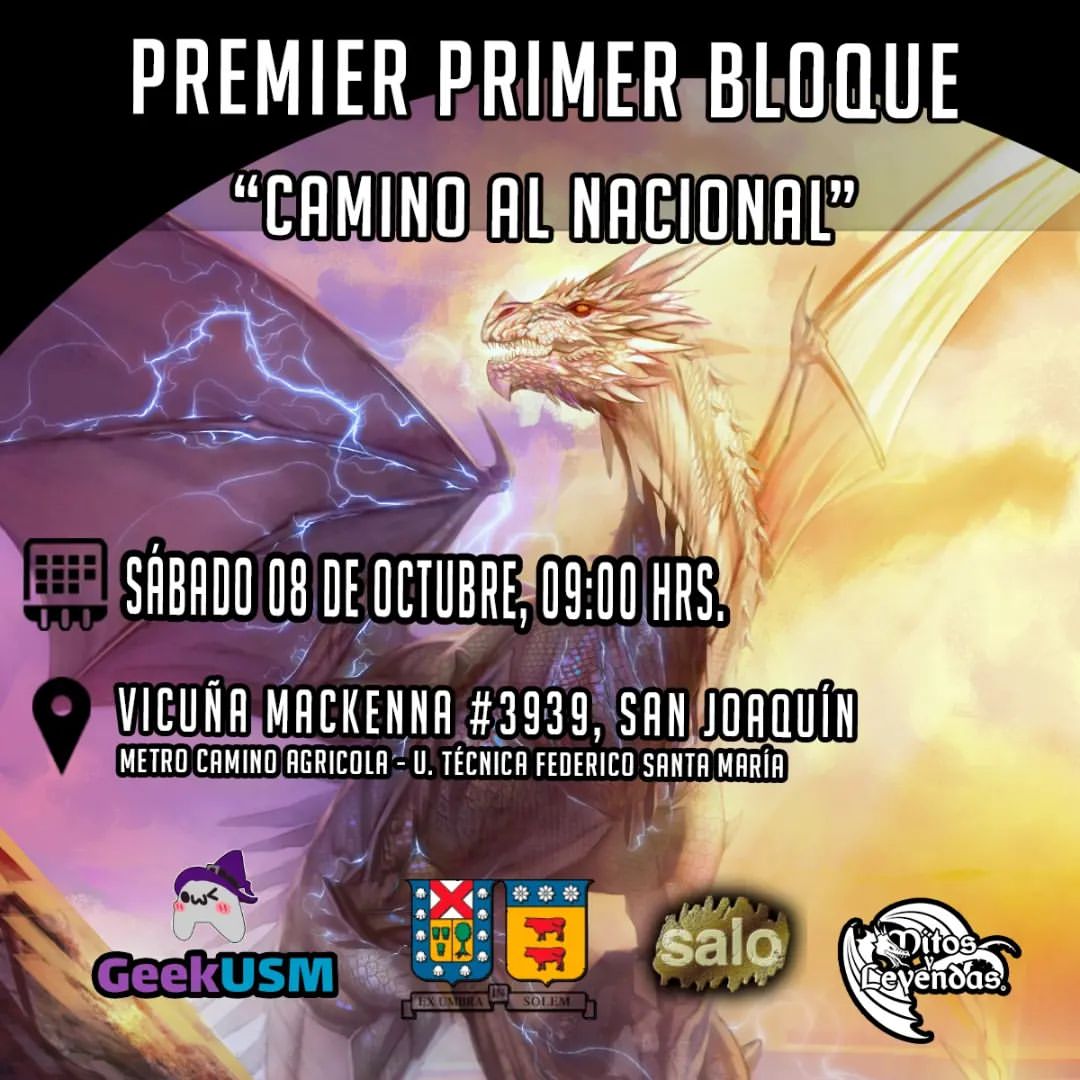 PREMIER PRIMER BLOQUE
“CAMINO AL NACIONAL”
SÁBADO 08 DE OCTUBRE, 09:00 HRS.
VICUÑA MACKENNA #3939, SAN JOAQUÍN
METRO CAMINO AGRICOLA - U. TÉCNICA FEDERICO SANTA MARÍA
GeekUSM
EX UMBRA IN SOLEM
salo
Mitos
y
Leyendas.